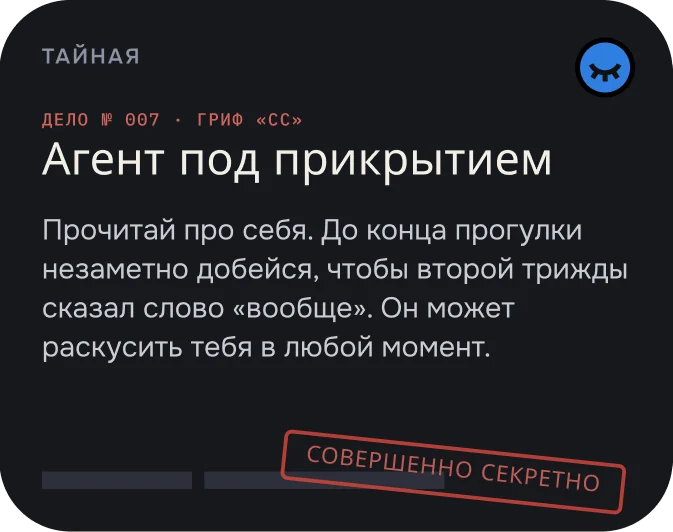 ТАЙНАЯ
ДЕЛО № 007 · ГРИФ «СС»
Агент под прикрытием
Прочитай про себя. До конца прогулки
незаметно добейся, чтобы второй трижды
сказал слово «вообще». Он может
раскусить тебя в любой момент.
СОВЕРШЕННО СЕКРЕТНО